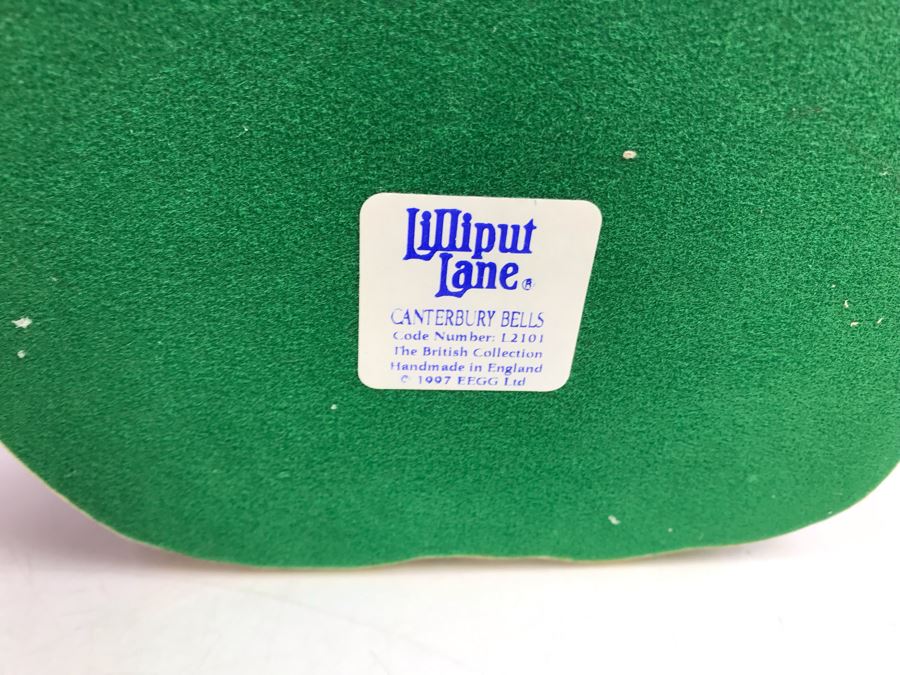 Lilliput
Lane®
CANTERBURY BELLS
Code Number: L2101
The British Collection
Handmade in England
© 1997 EEGG Ltd